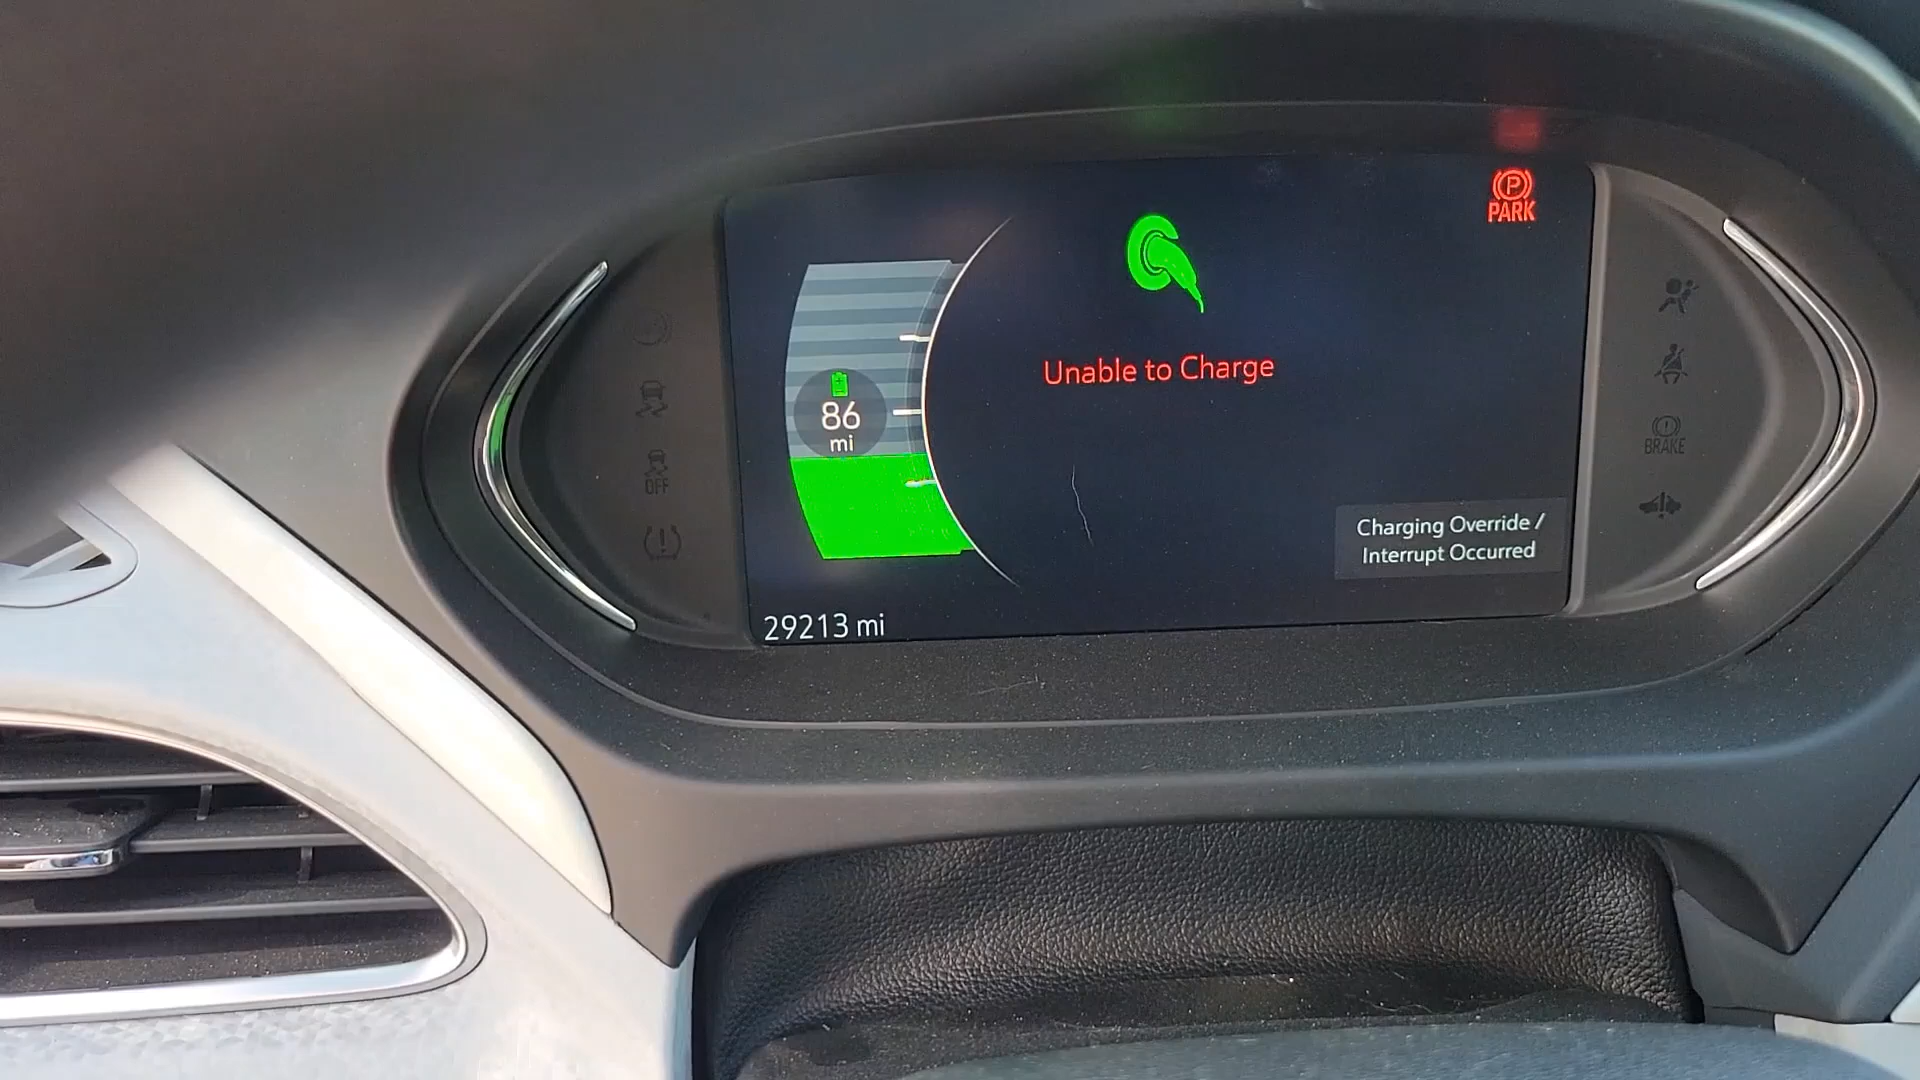 P
PARK
Unable to Charge
86
mi
OFF
BRAKE
Charging Override /
Interrupt Occurred
29213 mi